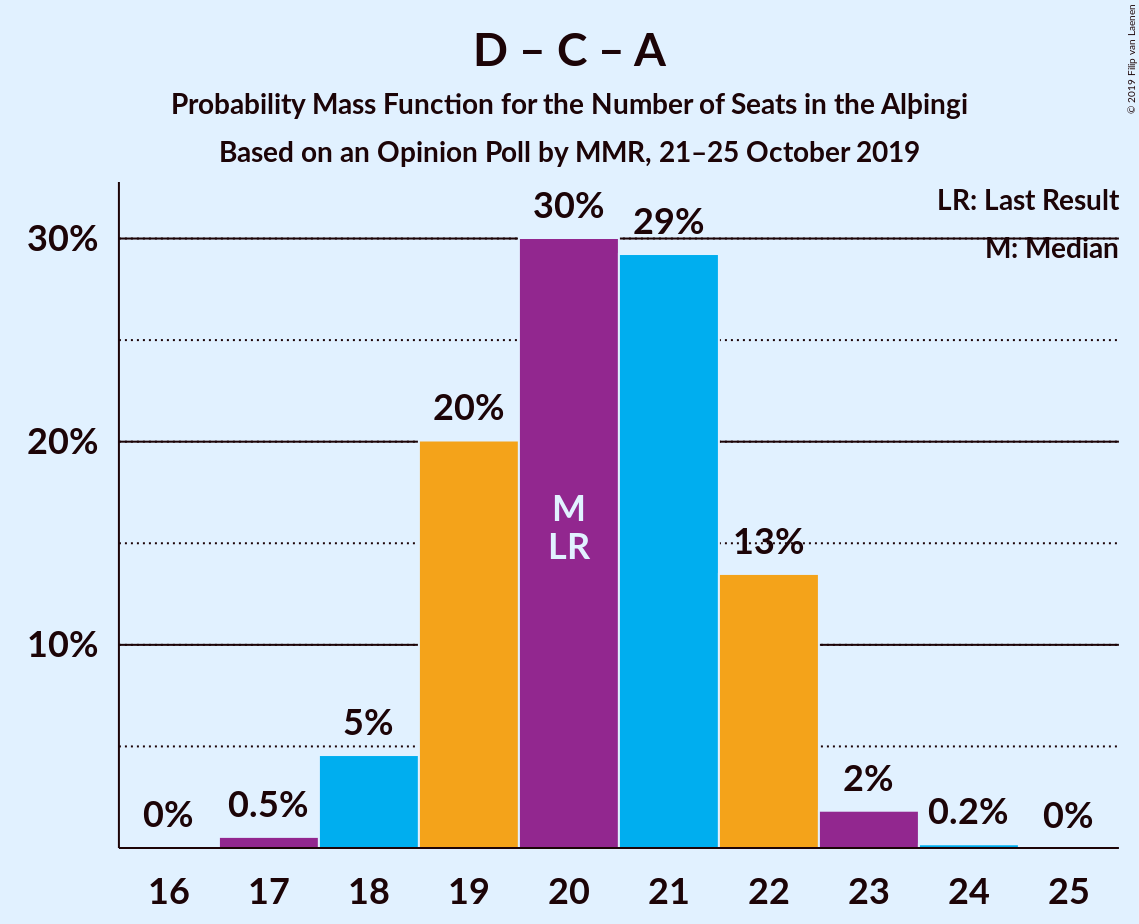 D – C – A
Probability Mass Function for the Number of Seats in the Alþingi
Based on an Opinion Poll by MMR, 21–25 October 2019
© 2019 Filip van Laenen
LR: Last Result
M: Median
30%
20%
10%
0%
0.5%
5%
20%
30%
29%
13%
2%
0.2%
0%
M
LR
16 17 18 19 20 21 22 23 24 25